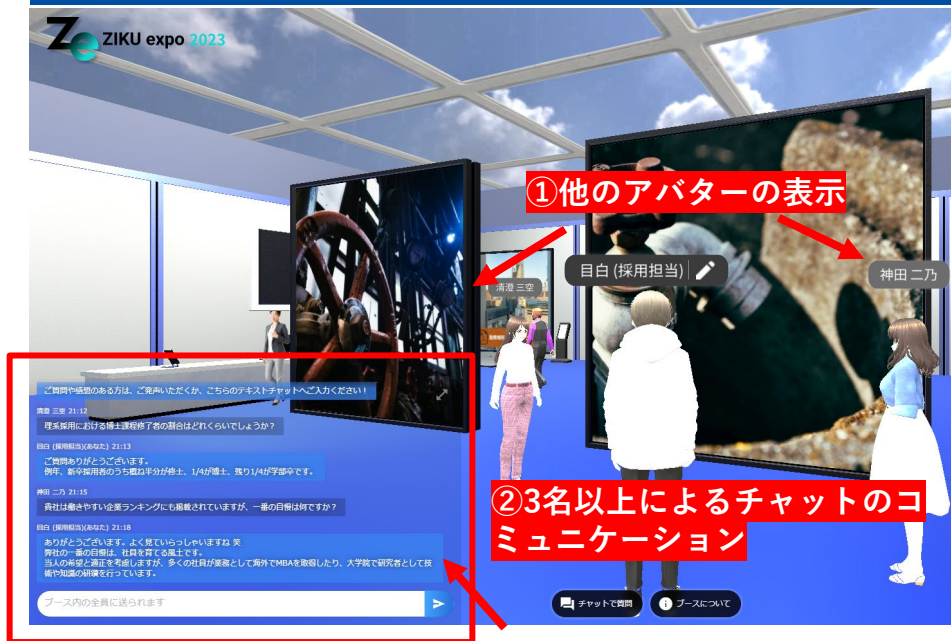 Ze ZIKU expo 2023
①他のアバターの表示
清澄 三空
目白 (採用担当)
神田 二乃
ご質問や感想のある方は、ご発声いただくか、こちらのテキストチャットへご入力ください！
清澄 三空 21:12
理系採用における博士課程修了者の割合はどれくらいでしょうか？
目白 (採用担当)(あなた) 21:13
ご質問ありがとうございます。
例年、新卒採用者のうち概ね半分が修士、1/4が博士、残り1/4が学部卒です。
神田 二乃 21:15
貴社は働きやすい企業ランキングにも掲載されていますが、一番の自慢は何ですか？
目白 (採用担当)(あなた) 21:18
ありがとうございます。よく見ていらっしゃいますね 笑
弊社の一番の自慢は、社員を育てる風土です。
当人の希望と適正を考慮しますが、多くの社員が業務として海外でMBAを取得したり、大学院で研究者として技
術や知識の研鑽を行っています。
②3名以上によるチャットのコ
ミュニケーション
ブース内の全員に送られます
チャットで質問
ブースについて